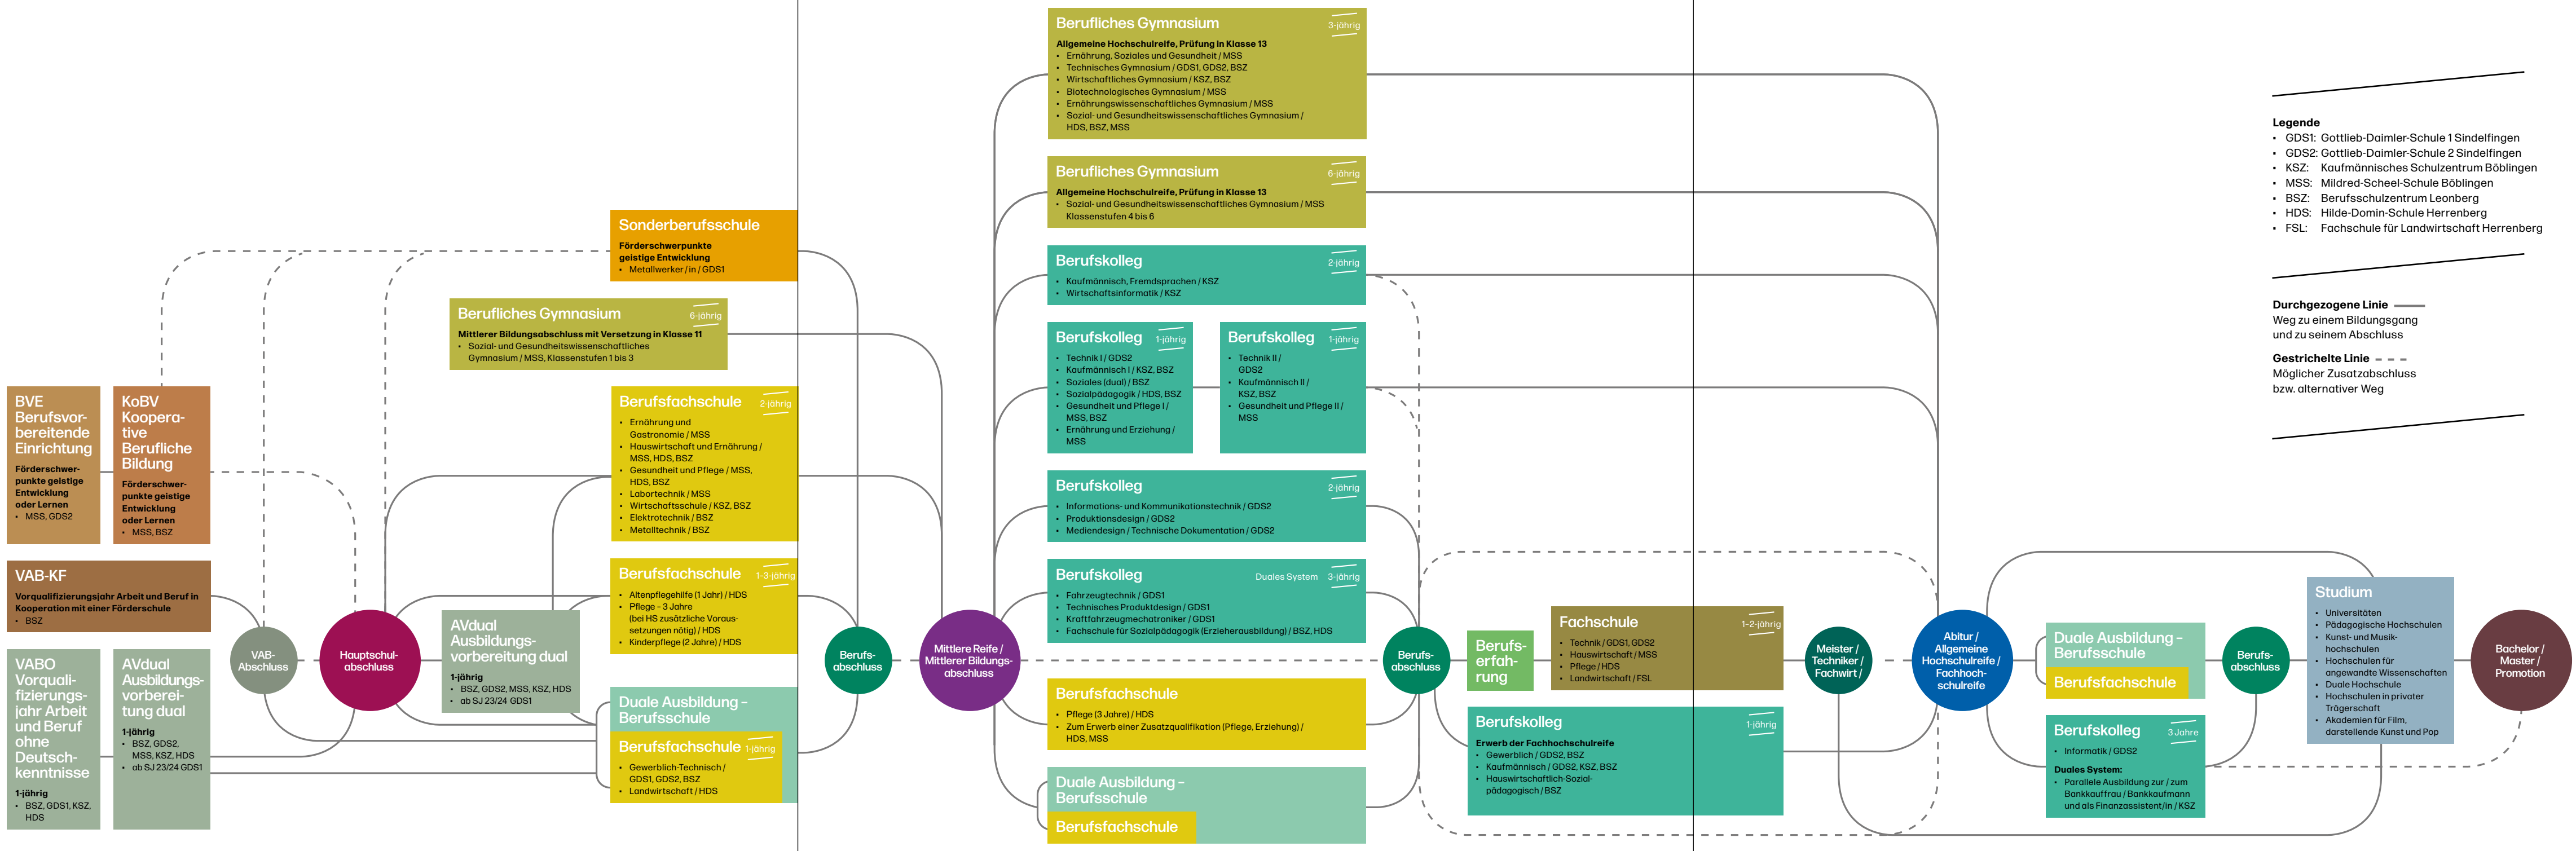 BVE
Berufsvor-
bereitende
Einrichtung
Förderschwer-
punkte geistige
Entwicklung
oder Lernen
• MSS, GDS2
KoBV
Koopera-
tive
Berufliche
Bildung
Förderschwer-
punkte geistige
Entwicklung
oder Lernen
• MSS, BSZ
VAB-KF
Vorqualifizierungsjahr Arbeit und Beruf in
Kooperation mit einer Förderschule
• BSZ
VABO
Vorquali-
fizierungs-
jahr Arbeit
und Beruf
ohne
Deutsch-
kenntnisse
1-jährig
• BSZ, GDS1, KSZ,
HDS
AVdual
Ausbildungs-
vorberei-
tung dual
1-jährig
• BSZ, GDS2,
MSS, KSZ, HDS
• ab SJ 23/24 GDS1
VAB-
Abschluss
Hauptschul-
abschluss
AVdual
Ausbildungs-
vorbereitung dual
1-jährig
• BSZ, GDS2, MSS, KSZ, HDS
• ab SJ 23/24 GDS1
Sonderberufsschule
Förderschwerpunkte
geistige Entwicklung
• Metallwerker / in / GDS1
Berufliches Gymnasium
6-jährig
Mittlerer Bildungsabschluss mit Versetzung in Klasse 11
• Sozial- und Gesundheitswissenschaftliches
Gymnasium / MSS, Klassenstufen 1 bis 3
Berufsfachschule
2-jährig
• Ernährung und
Gastronomie / MSS
• Hauswirtschaft und Ernährung /
MSS, HDS, BSZ
• Gesundheit und Pflege / MSS,
HDS, BSZ
• Labortechnik / MSS
• Wirtschaftsschule / KSZ, BSZ
• Elektrotechnik / BSZ
• Metalltechnik / BSZ
Berufsfachschule
1-3-jährig
• Altenpflegehilfe (1 Jahr) / HDS
• Pflege – 3 Jahre
(bei HS zusätzliche Voraus-
setzungen nötig) / HDS
• Kinderpflege (2 Jahre) / HDS
Duale Ausbildung –
Berufsschule
Berufsfachschule
1-jährig
• Gewerblich-Technisch /
GDS1, GDS2, BSZ
• Landwirtschaft / HDS
Berufs-
abschluss
Mittlere Reife /
Mittlerer Bildungs-
abschluss
Berufliches Gymnasium
3-jährig
Allgemeine Hochschulreife, Prüfung in Klasse 13
• Ernährung, Soziales und Gesundheit / MSS
• Technisches Gymnasium / GDS1, GDS2, BSZ
• Wirtschaftliches Gymnasium / KSZ, BSZ
• Biotechnologisches Gymnasium / MSS
• Ernährungswissenschaftliches Gymnasium / MSS
• Sozial- und Gesundheitswissenschaftliches Gymnasium /
HDS, BSZ, MSS
Berufliches Gymnasium
6-jährig
Allgemeine Hochschulreife, Prüfung in Klasse 13
• Sozial- und Gesundheitswissenschaftliches Gymnasium / MSS
Klassenstufen 4 bis 6
Berufskolleg
2-jährig
• Kaufmännisch, Fremdsprachen / KSZ
• Wirtschaftsinformatik / KSZ
Berufskolleg
1-jährig
• Technik I / GDS2
• Kaufmännisch I / KSZ, BSZ
• Soziales (dual) / BSZ
• Sozialpädagogik / HDS, BSZ
• Gesundheit und Pflege I /
MSS, BSZ
• Ernährung und Erziehung /
MSS
Berufskolleg
1-jährig
• Technik II /
GDS2
• Kaufmännisch II /
KSZ, BSZ
• Gesundheit und Pflege II /
MSS
Berufskolleg
2-jährig
• Informations- und Kommunikationstechnik / GDS2
• Produktionsdesign / GDS2
• Mediendesign / Technische Dokumentation / GDS2
Berufskolleg
Duales System 3-jährig
• Fahrzeugtechnik / GDS1
• Technisches Produktdesign / GDS1
• Kraftfahrzeugmechatroniker / GDS1
• Fachschule für Sozialpädagogik (Erzieherausbildung) / BSZ, HDS
Berufsfachschule
• Pflege (3 Jahre) / HDS
• Zum Erwerb einer Zusatzqualifikation (Pflege, Erziehung) /
HDS, MSS
Duale Ausbildung –
Berufsschule
Berufsfachschule
Berufs-
abschluss
Berufs-
erfah-
rung
Fachschule
1-2-jährig
• Technik / GDS1, GDS2
• Hauswirtschaft / MSS
• Pflege / HDS
• Landwirtschaft / FSL
Berufskolleg
1-jährig
Erwerb der Fachhochschulreife
• Gewerblich / GDS2, BSZ
• Kaufmännisch / GDS2, KSZ, BSZ
• Hauswirtschaftlich-Sozial-
pädagogisch / BSZ
Meister /
Techniker /
Fachwirt /
Abitur /
Allgemeine
Hochschulreife /
Fachhoch-
schulreife
Duale Ausbildung –
Berufsschule
Berufsfachschule
Berufskolleg
3 Jahre
• Informatik / GDS2
Duales System:
• Parallele Ausbildung zur / zum
Bankkauffrau / Bankkaufmann
und als Finanzassistent/in / KSZ
Berufs-
abschluss
Studium
• Universitäten
• Pädagogische Hochschulen
• Kunst- und Musik-
hochschulen
• Hochschulen für
angewandte Wissenschaften
• Duale Hochschule
• Hochschulen in privater
Trägerschaft
• Akademien für Film,
darstellende Kunst und Pop
Bachelor /
Master /
Promotion
Legende
• GDS1: Gottlieb-Daimler-Schule 1 Sindelfingen
• GDS2: Gottlieb-Daimler-Schule 2 Sindelfingen
• KSZ: Kaufmännisches Schulzentrum Böblingen
• MSS: Mildred-Scheel-Schule Böblingen
• BSZ: Berufsschulzentrum Leonberg
• HDS: Hilde-Domin-Schule Herrenberg
• FSL: Fachschule für Landwirtschaft Herrenberg
Durchgezogene Linie
Weg zu einem Bildungsgang
und zu seinem Abschluss
Gestrichelte Linie
Möglicher Zusatzabschluss
bzw. alternativer Weg